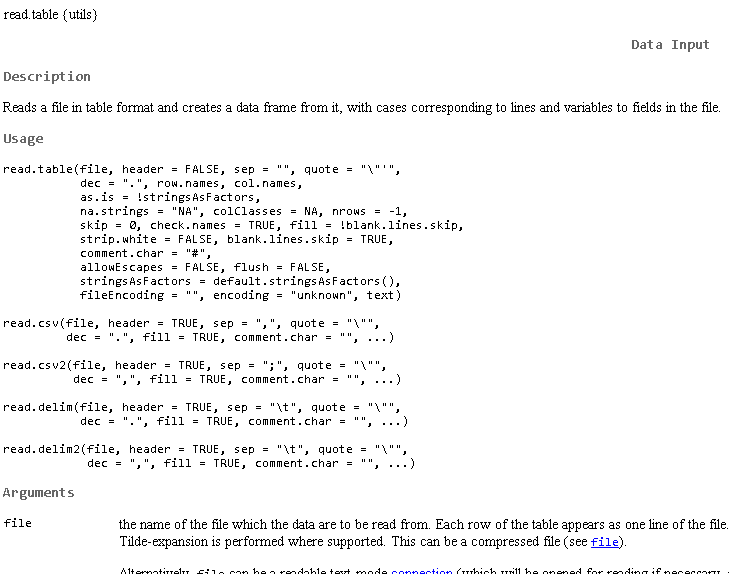 read.table {utils}
Data Input
Description
Reads a file in table format and creates a data frame from it, with cases corresponding to lines and variables to fields in the file.
Usage
read.table(file, header = FALSE, sep = "", quote = "\"'",
           dec = ".", row.names, col.names,
           as.is = !stringsAsFactors,
           na.strings = "NA", colClasses = NA, nrows = -1,
           skip = 0, check.names = TRUE, fill = !blank.lines.skip,
           strip.white = FALSE, blank.lines.skip = TRUE,
           comment.char = "#",
           allowEscapes = FALSE, flush = FALSE,
           stringsAsFactors = default.stringsAsFactors(),
           fileEncoding = "", encoding = "unknown", text)
read.csv(file, header = TRUE, sep = ",", quote = "\"",
         dec = ".", fill = TRUE, comment.char = "", ...)
read.csv2(file, header = TRUE, sep = ";", quote = "\"",
          dec = ",", fill = TRUE, comment.char = "", ...)
read.delim(file, header = TRUE, sep = "\t", quote = "\"",
           dec = ".", fill = TRUE, comment.char = "", ...)
read.delim2(file, header = TRUE, sep = "\t", quote = "\"",
            dec = ",", fill = TRUE, comment.char = "", ...)
Arguments
file the name of the file which the data are to be read from. Each row of the table appears as one line of the file.
Tilde-expansion is performed where supported. This can be a compressed file (see file).
Alternatively, file can be a readable text-mode connection (which will be opened for reading if necessary,